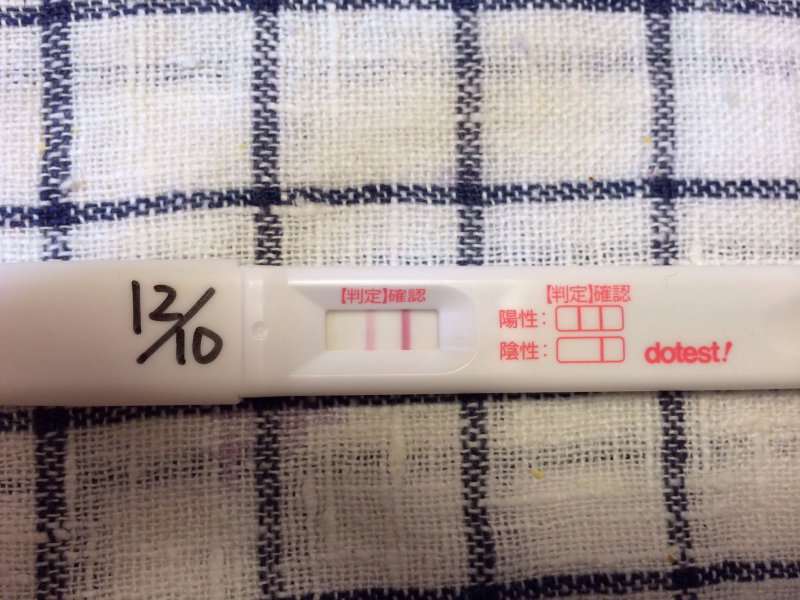 12/10
【判定】確認
【判定】確認
陽性:
陰性:
dotest!